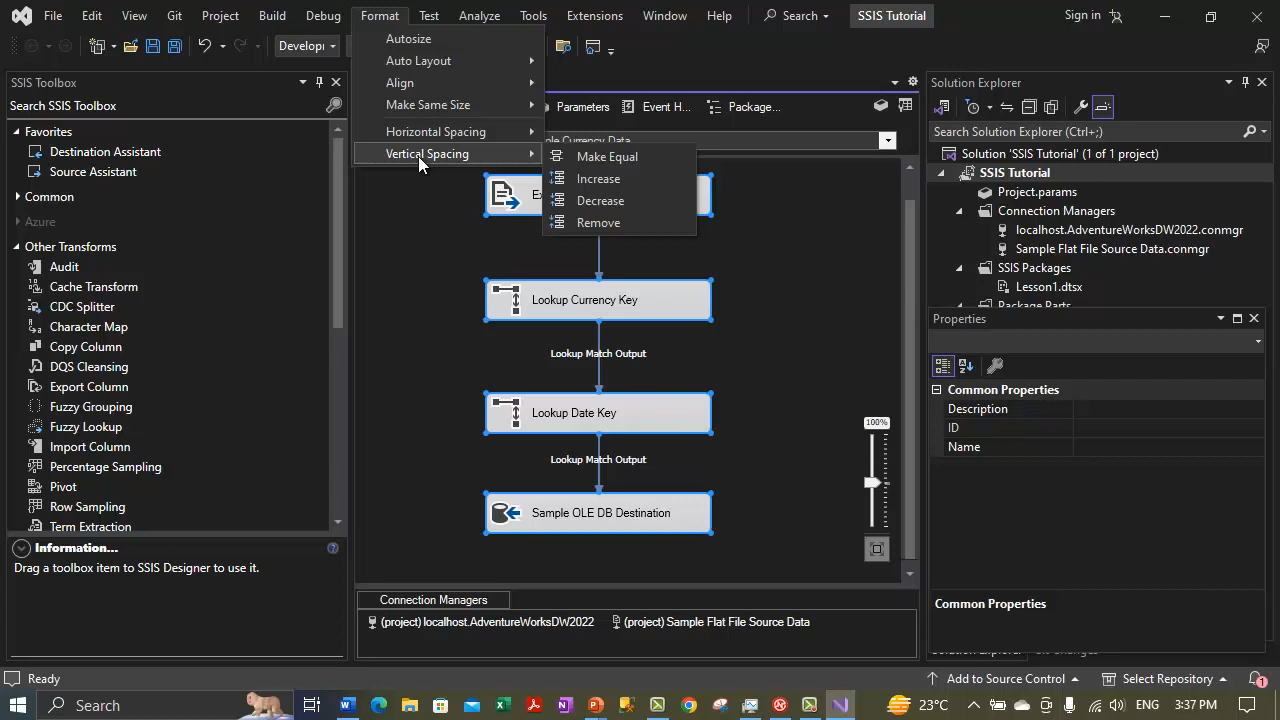 File Edit View Git Project Build Debug Format Test Analyze Tools Extensions Window Help Search SSIS Tutorial Sign in
Develop
Autosize
Auto Layout
Align
Make Same Size
Horizontal Spacing
Vertical Spacing
Make Equal
Increase
Decrease
Remove
SSIS Toolbox
Search SSIS Toolbox
Favorites
Destination Assistant
Source Assistant
Common
Azure
Other Transforms
Audit
Cache Transform
CDC Splitter
Character Map
Copy Column
DQS Cleansing
Export Column
Fuzzy Grouping
Fuzzy Lookup
Import Column
Percentage Sampling
Pivot
Row Sampling
Term Extraction
Information...
Drag a toolbox item to SSIS Designer to use it.
Parameters Event H... Package...
Currency Data
Lookup Currency Key
Lookup Match Output
Lookup Date Key
Lookup Match Output
Sample OLE DB Destination
100%
Connection Managers
(project) localhost.AdventureWorksDW2022 (project) Sample Flat File Source Data
Solution Explorer
Search Solution Explorer (Ctrl+;)
Solution 'SSIS Tutorial' (1 of 1 project)
SSIS Tutorial
Project.params
Connection Managers
localhost.AdventureWorksDW2022.conmgr
Sample Flat File Source Data.conmgr
SSIS Packages
Lesson1.dtsx
Package Parts
Properties
Common Properties
Description
ID
Name
Common Properties
Solution Explorer
Ready
Add to Source Control Select Repository 1
Search 23°C ENG 3:37 PM